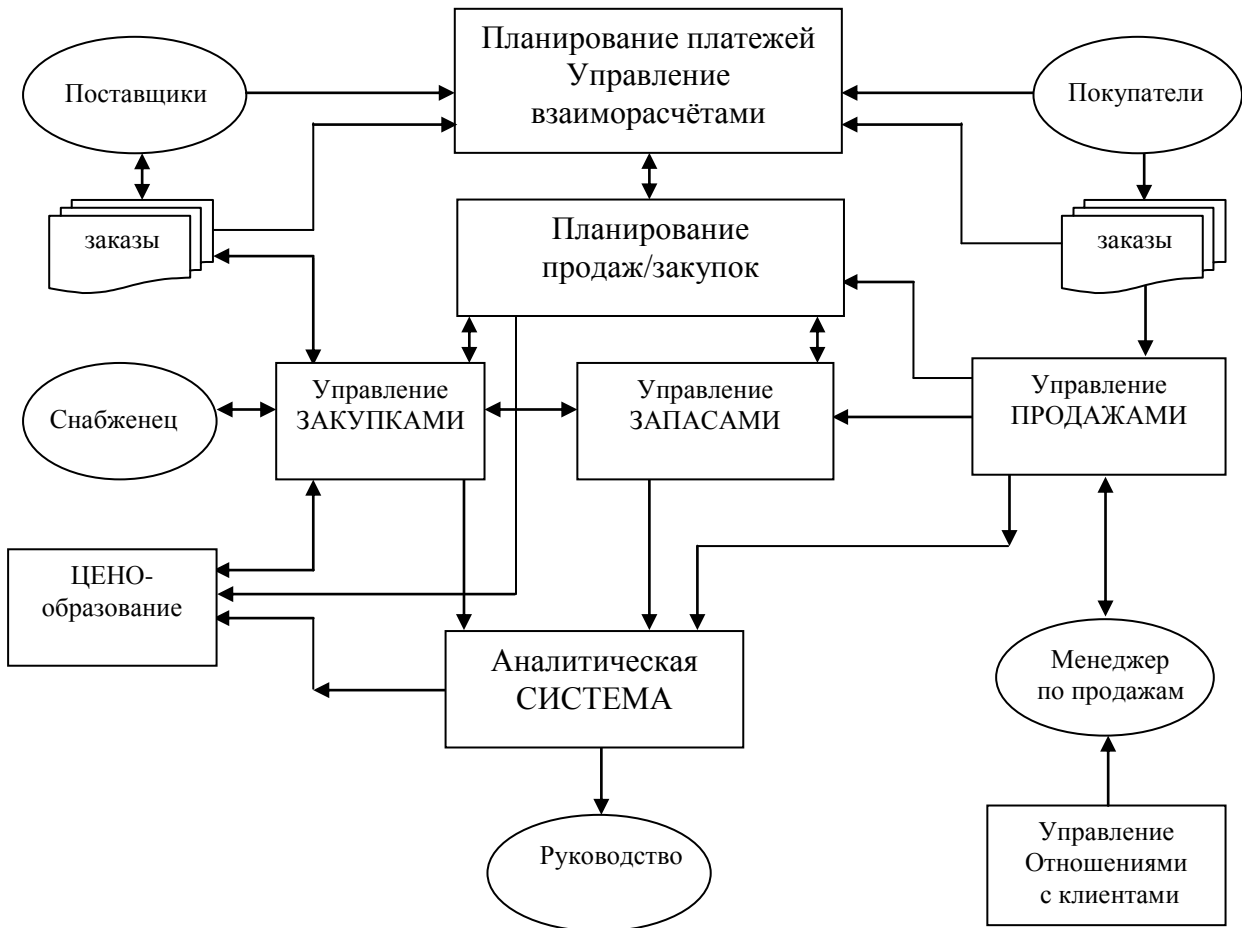 Планирование платежей
Управление
взаиморасчётами
Поставщики
Покупатели
заказы
Планирование
продаж/закупок
заказы
Снабженец
Управление
ЗАКУПКАМИ
Управление
ЗАПАСАМИ
Управление
ПРОДАЖАМИ
ЦЕНО-
образование
Аналитическая
СИСТЕМА
Менеджер
по продажам
Руководство
Управление
Отношениями
с клиентами